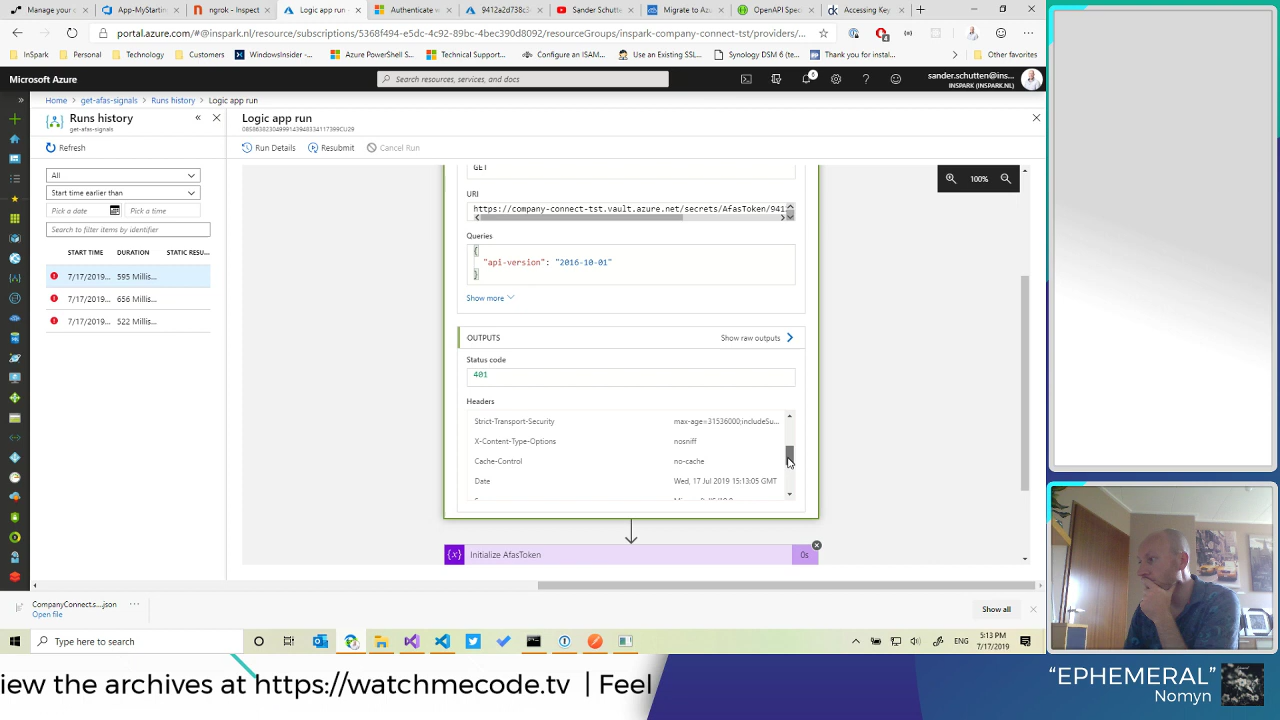 Manage your c
App-MyStartin
ngrok - Inspect
Logic app run -
Authenticate w
9412a2d738c3
Sander Schutte
Migrate to Azur
OpenAPI Spec
Accessing Key
portal.azure.com/#@inspark.nl/resource/subscriptions/5368f494-e5dc-4c92-89bc-4bec390d8092/resourceGroups/inspark-company-connect-tst/providers/...
InSpark
Personal
Technology
Customers
WindowsInsider -...
Azure PowerShell
Technical Support...
Configure an ISAM...
Use an Existing SSL...
Synology DSM 6 (te...
Thank you for instal...
Other favorites
Microsoft Azure
Search resources, services, and docs
6
sander.schutten@ins...
INSPARK (INSPARK.NL)
Home > get-afas-signals > Runs history > Logic app run
Runs history
get-afas-signals
Logic app run
Refresh
Run Details
Resubmit
Cancel Run
All
Start time earlier than
Pick a date
Pick a time
Search to filter items by identifier
START TIME DURATION STATIC RESU...
7/17/2019... 595 Millis...
7/17/2019... 656 Millis...
7/17/2019... 522 Millis...
100%
GET
URI
https://company-connect-tst.vault.azure.net/secrets/AfasToken/941
Queries
{
"api-version": "2016-10-01"
}
Show more
OUTPUTS
Show raw outputs
Status code
401
Headers
Strict-Transport-Security max-age=31536000;includeSu...
X-Content-Type-Options nosniff
Cache-Control no-cache
Date Wed, 17 Jul 2019 15:13:05 GMT
{x} Initialize AfasToken 0s
CompanyConnect.s....json
Open file
Show all
Type here to search
ENG
5:13 PM
7/17/2019
iew the archives at https://watchmecode.tv | Feel
“EPHEMERAL”
Nomyn